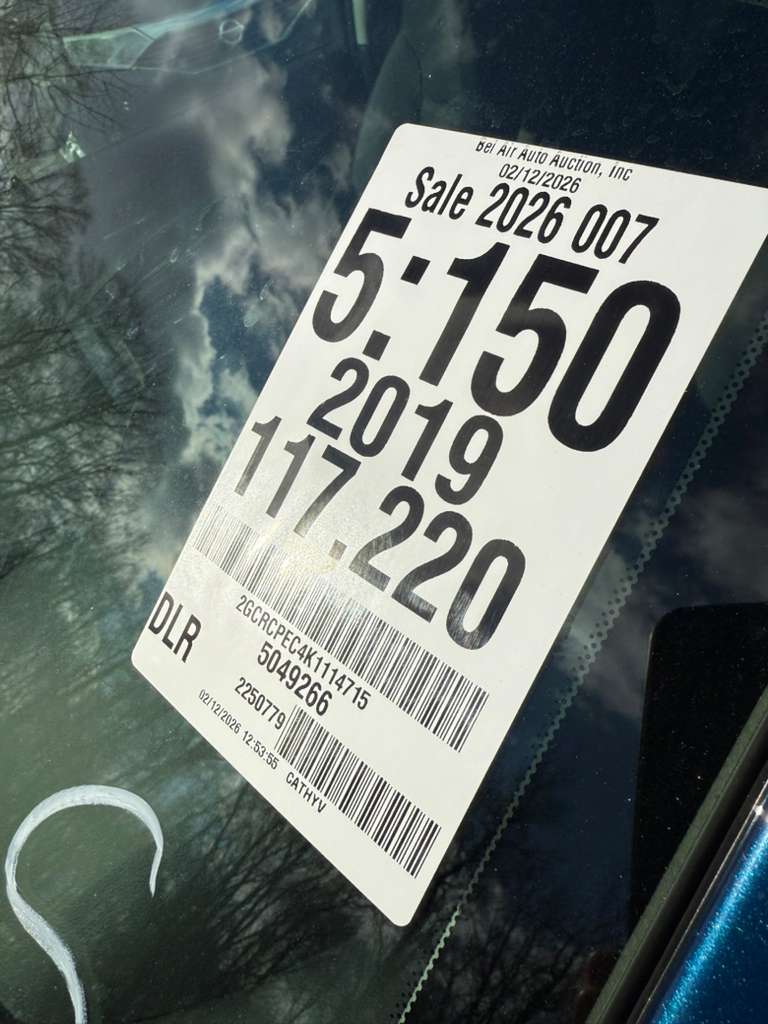 Bel Air Auto Auction, Inc
02/12/2026
Sale 2026 007
5:150
2019
117,220
2GCRCPEC4K1114715
DLR
5049266
2250779
02/12/2026 12:53:55 CATHYV